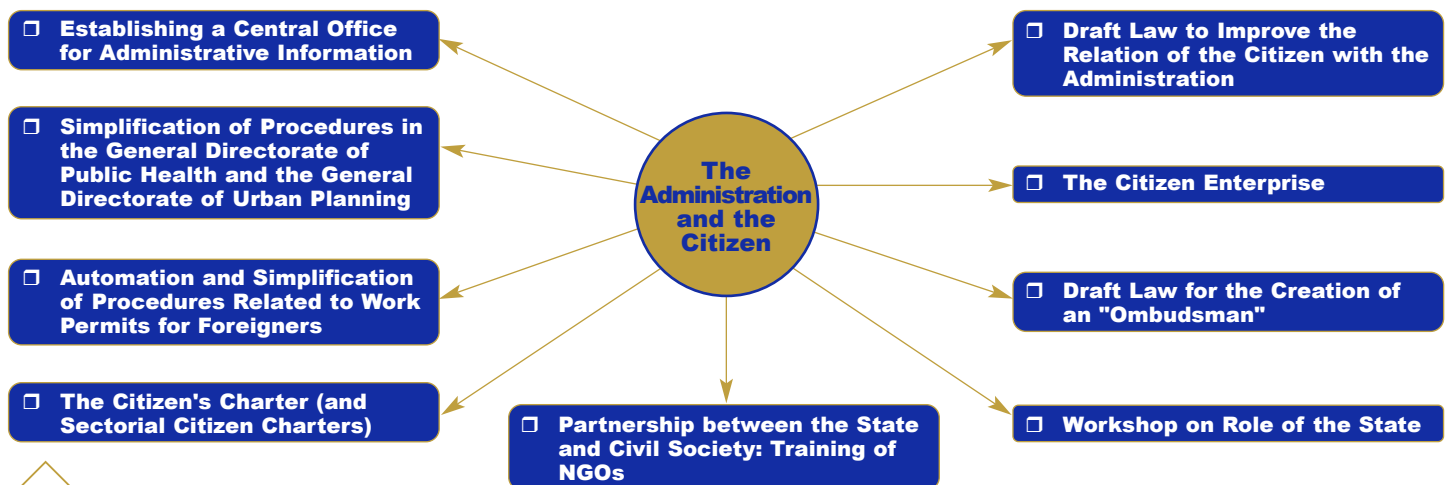 ❒ Establishing a Central Office
for Administrative Information
❒ Simplification of Procedures in
the General Directorate of
Public Health and the General
Directorate of Urban Planning
❒ Automation and Simplification
of Procedures Related to Work
Permits for Foreigners
❒ The Citizen's Charter (and
Sectorial Citizen Charters)
The
Administration
and the
Citizen
❒ Partnership between the State
and Civil Society: Training of
NGOs
❒ Draft Law to Improve the
Relation of the Citizen with the
Administration
❒ The Citizen Enterprise
❒ Draft Law for the Creation of
an "Ombudsman"
❒ Workshop on Role of the State